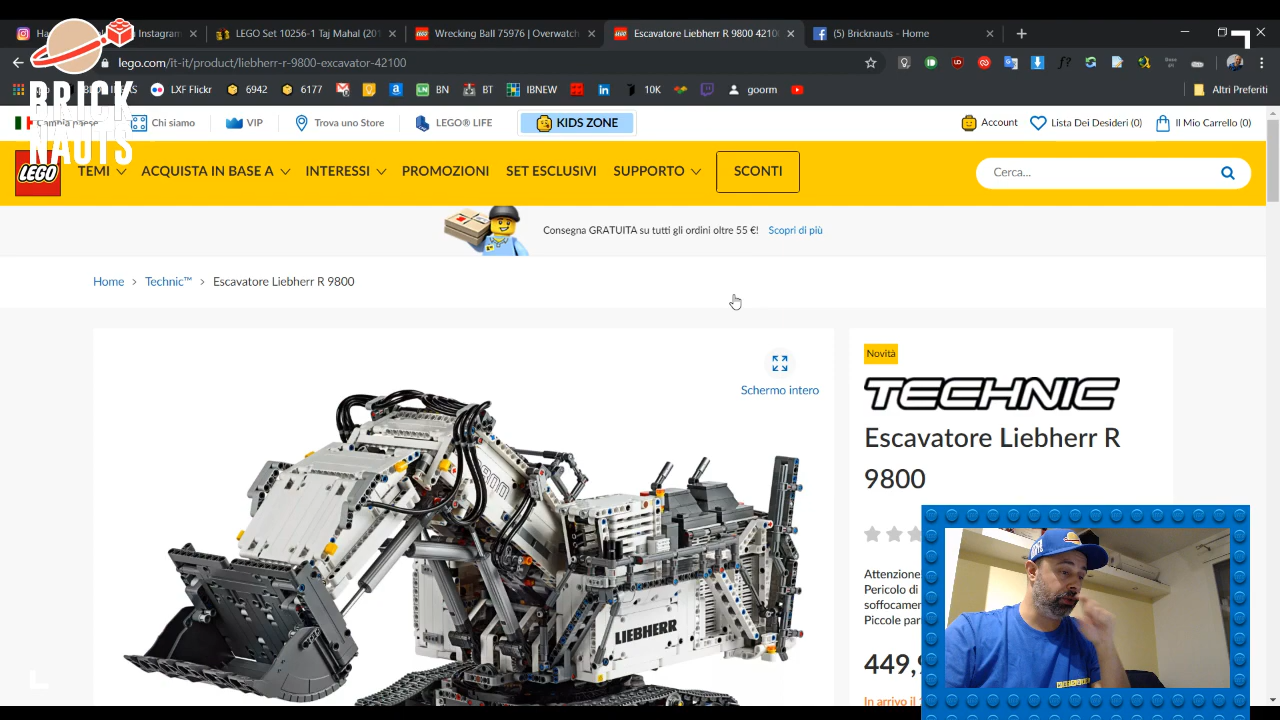 Instagram
LEGO Set 10256-1 Taj Mahal (201
Wrecking Ball 75976 | Overwatch
Escavatore Liebherr R 9800 4210
(5) Bricknauts - Home
lego.com/it-it/product/liebherr-r-9800-excavator-42100
LXF Flickr
6942
6177
BN
BT
IBNEW
10K
goorm
Altri Preferiti
BRICK
NAUTS
Cambia paese
Chi siamo
VIP
Trova uno Store
LEGO® LIFE
KIDS ZONE
Account
Lista Dei Desideri (0)
Il Mio Carrello (0)
LEGO
TEMI
ACQUISTA IN BASE A
INTERESSI
PROMOZIONI
SET ESCLUSIVI
SUPPORTO
SCONTI
Cerca...
Consegna GRATUITA su tutti gli ordini oltre 55 €! Scopri di più
Home > Technic™ > Escavatore Liebherr R 9800
Schermo intero
LIEBHERR
Novità
TECHNIC
Escavatore Liebherr R
9800
Attenzione
Pericolo di
soffocamen
Piccole par
449,9
In arrivo il